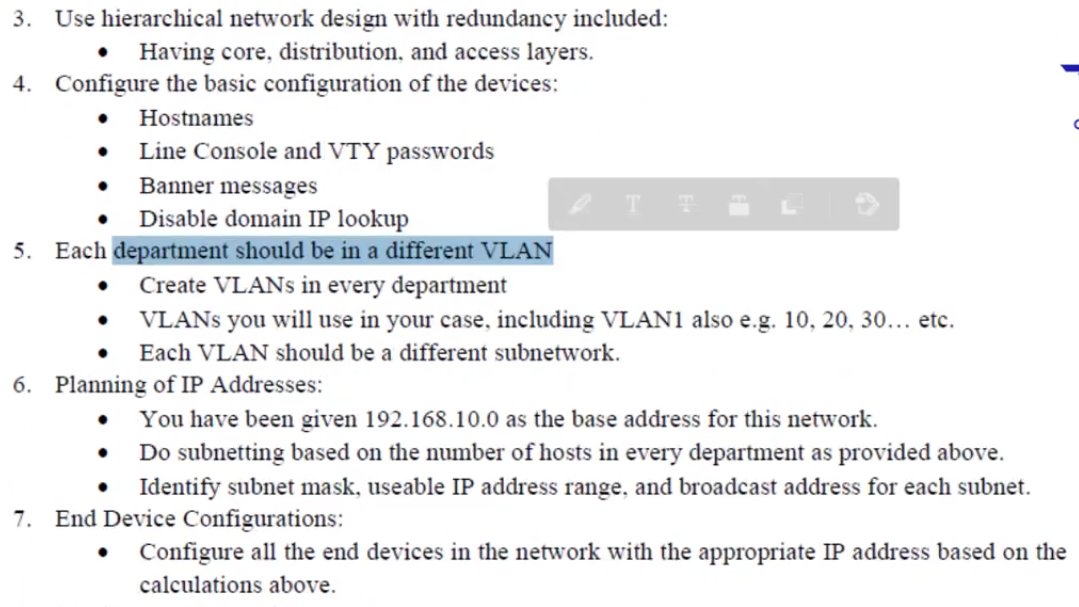 3. Use hierarchical network design with redundancy included:
• Having core, distribution, and access layers.
4. Configure the basic configuration of the devices:
• Hostnames
• Line Console and VTY passwords
• Banner messages
• Disable domain IP lookup
5. Each department should be in a different VLAN
• Create VLANs in every department
• VLANs you will use in your case, including VLAN1 also e.g. 10, 20, 30… etc.
• Each VLAN should be a different subnetwork.
6. Planning of IP Addresses:
• You have been given 192.168.10.0 as the base address for this network.
• Do subnetting based on the number of hosts in every department as provided above.
• Identify subnet mask, useable IP address range, and broadcast address for each subnet.
7. End Device Configurations:
• Configure all the end devices in the network with the appropriate IP address based on the
calculations above.